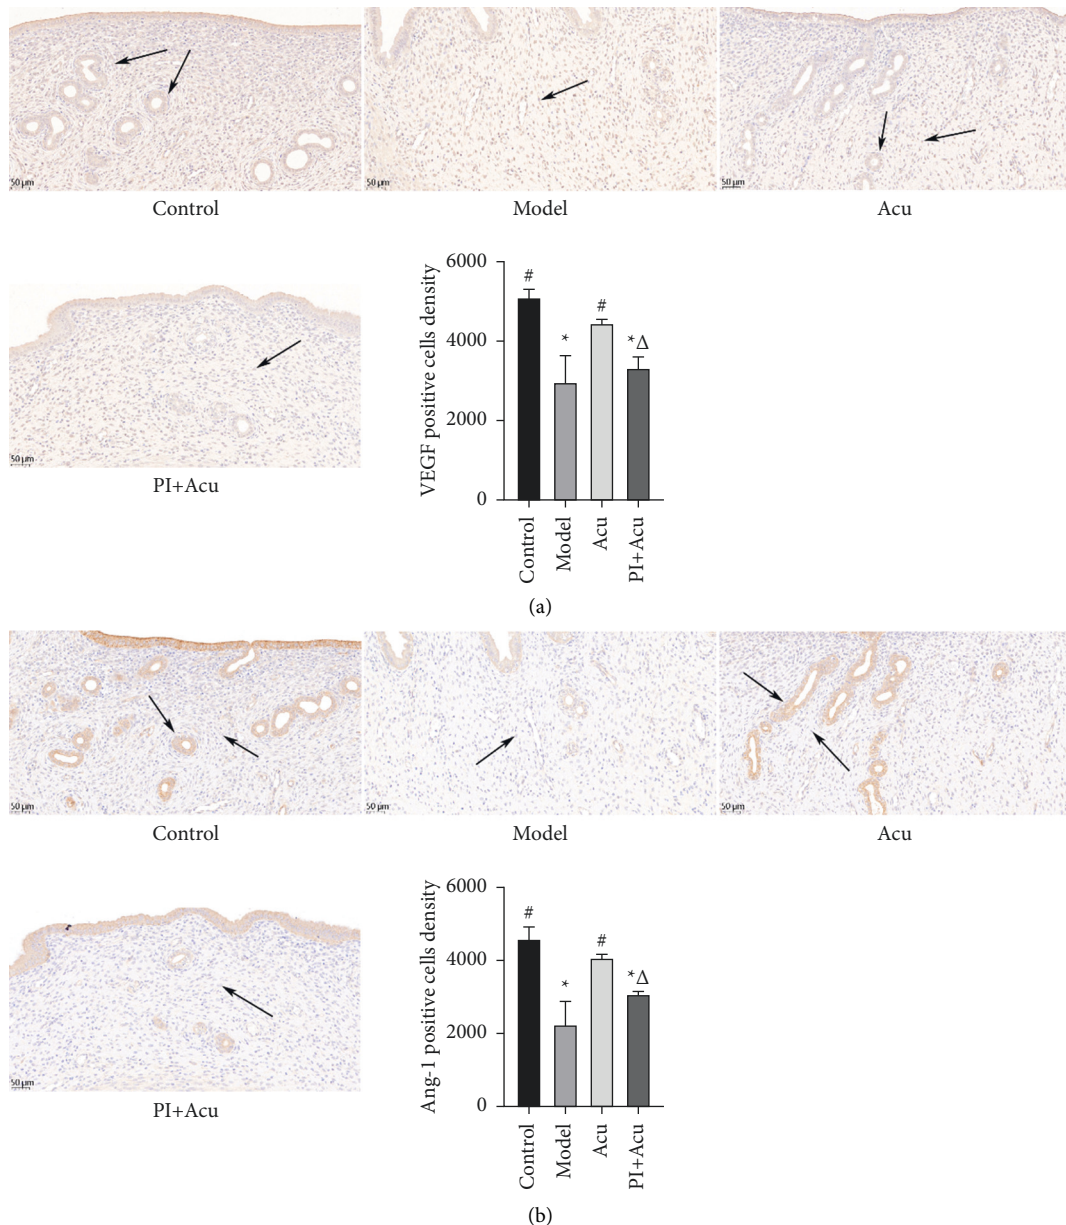 50 μm
50 μm
50 μm
Control
Model
Acu
50 μm
PI+Acu
VEGF positive cells density
6000
4000
2000
0
#
*
#
*Δ
Control
Model
Acu
PI+Acu
(a)
50 μm
50 μm
50 μm
Control
Model
Acu
50 μm
PI+Acu
Ang-1 positive cells density
6000
4000
2000
0
#
*
#
*Δ
Control
Model
Acu
PI+Acu
(b)